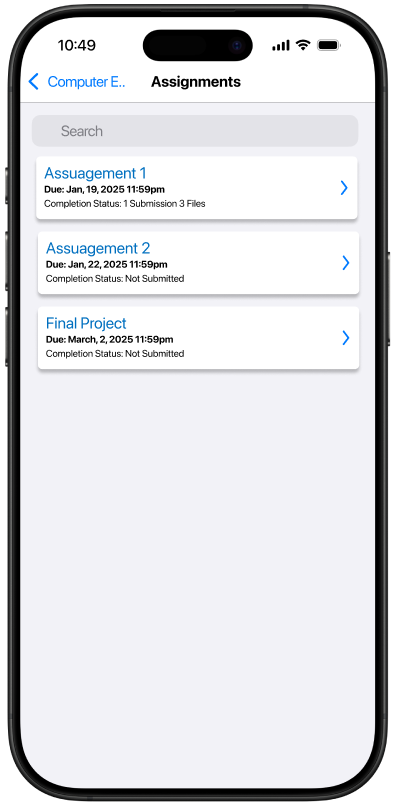 10:49
Computer E.. Assignments
Search
Assuagement 1
Due: Jan, 19, 2025 11:59pm
Completion Status: 1 Submission 3 Files
Assuagement 2
Due: Jan, 22, 2025 11:59pm
Completion Status: Not Submitted
Final Project
Due: March, 2, 2025 11:59pm
Completion Status: Not Submitted